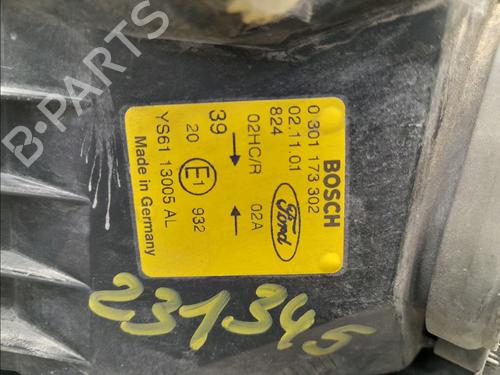 BOSCH
0 301 173 302
02.11.01
824
Ford
02HC/R 02A
39
20 E1 932
YS61 13005 AL
Made in Germany
231345
B-PARTS